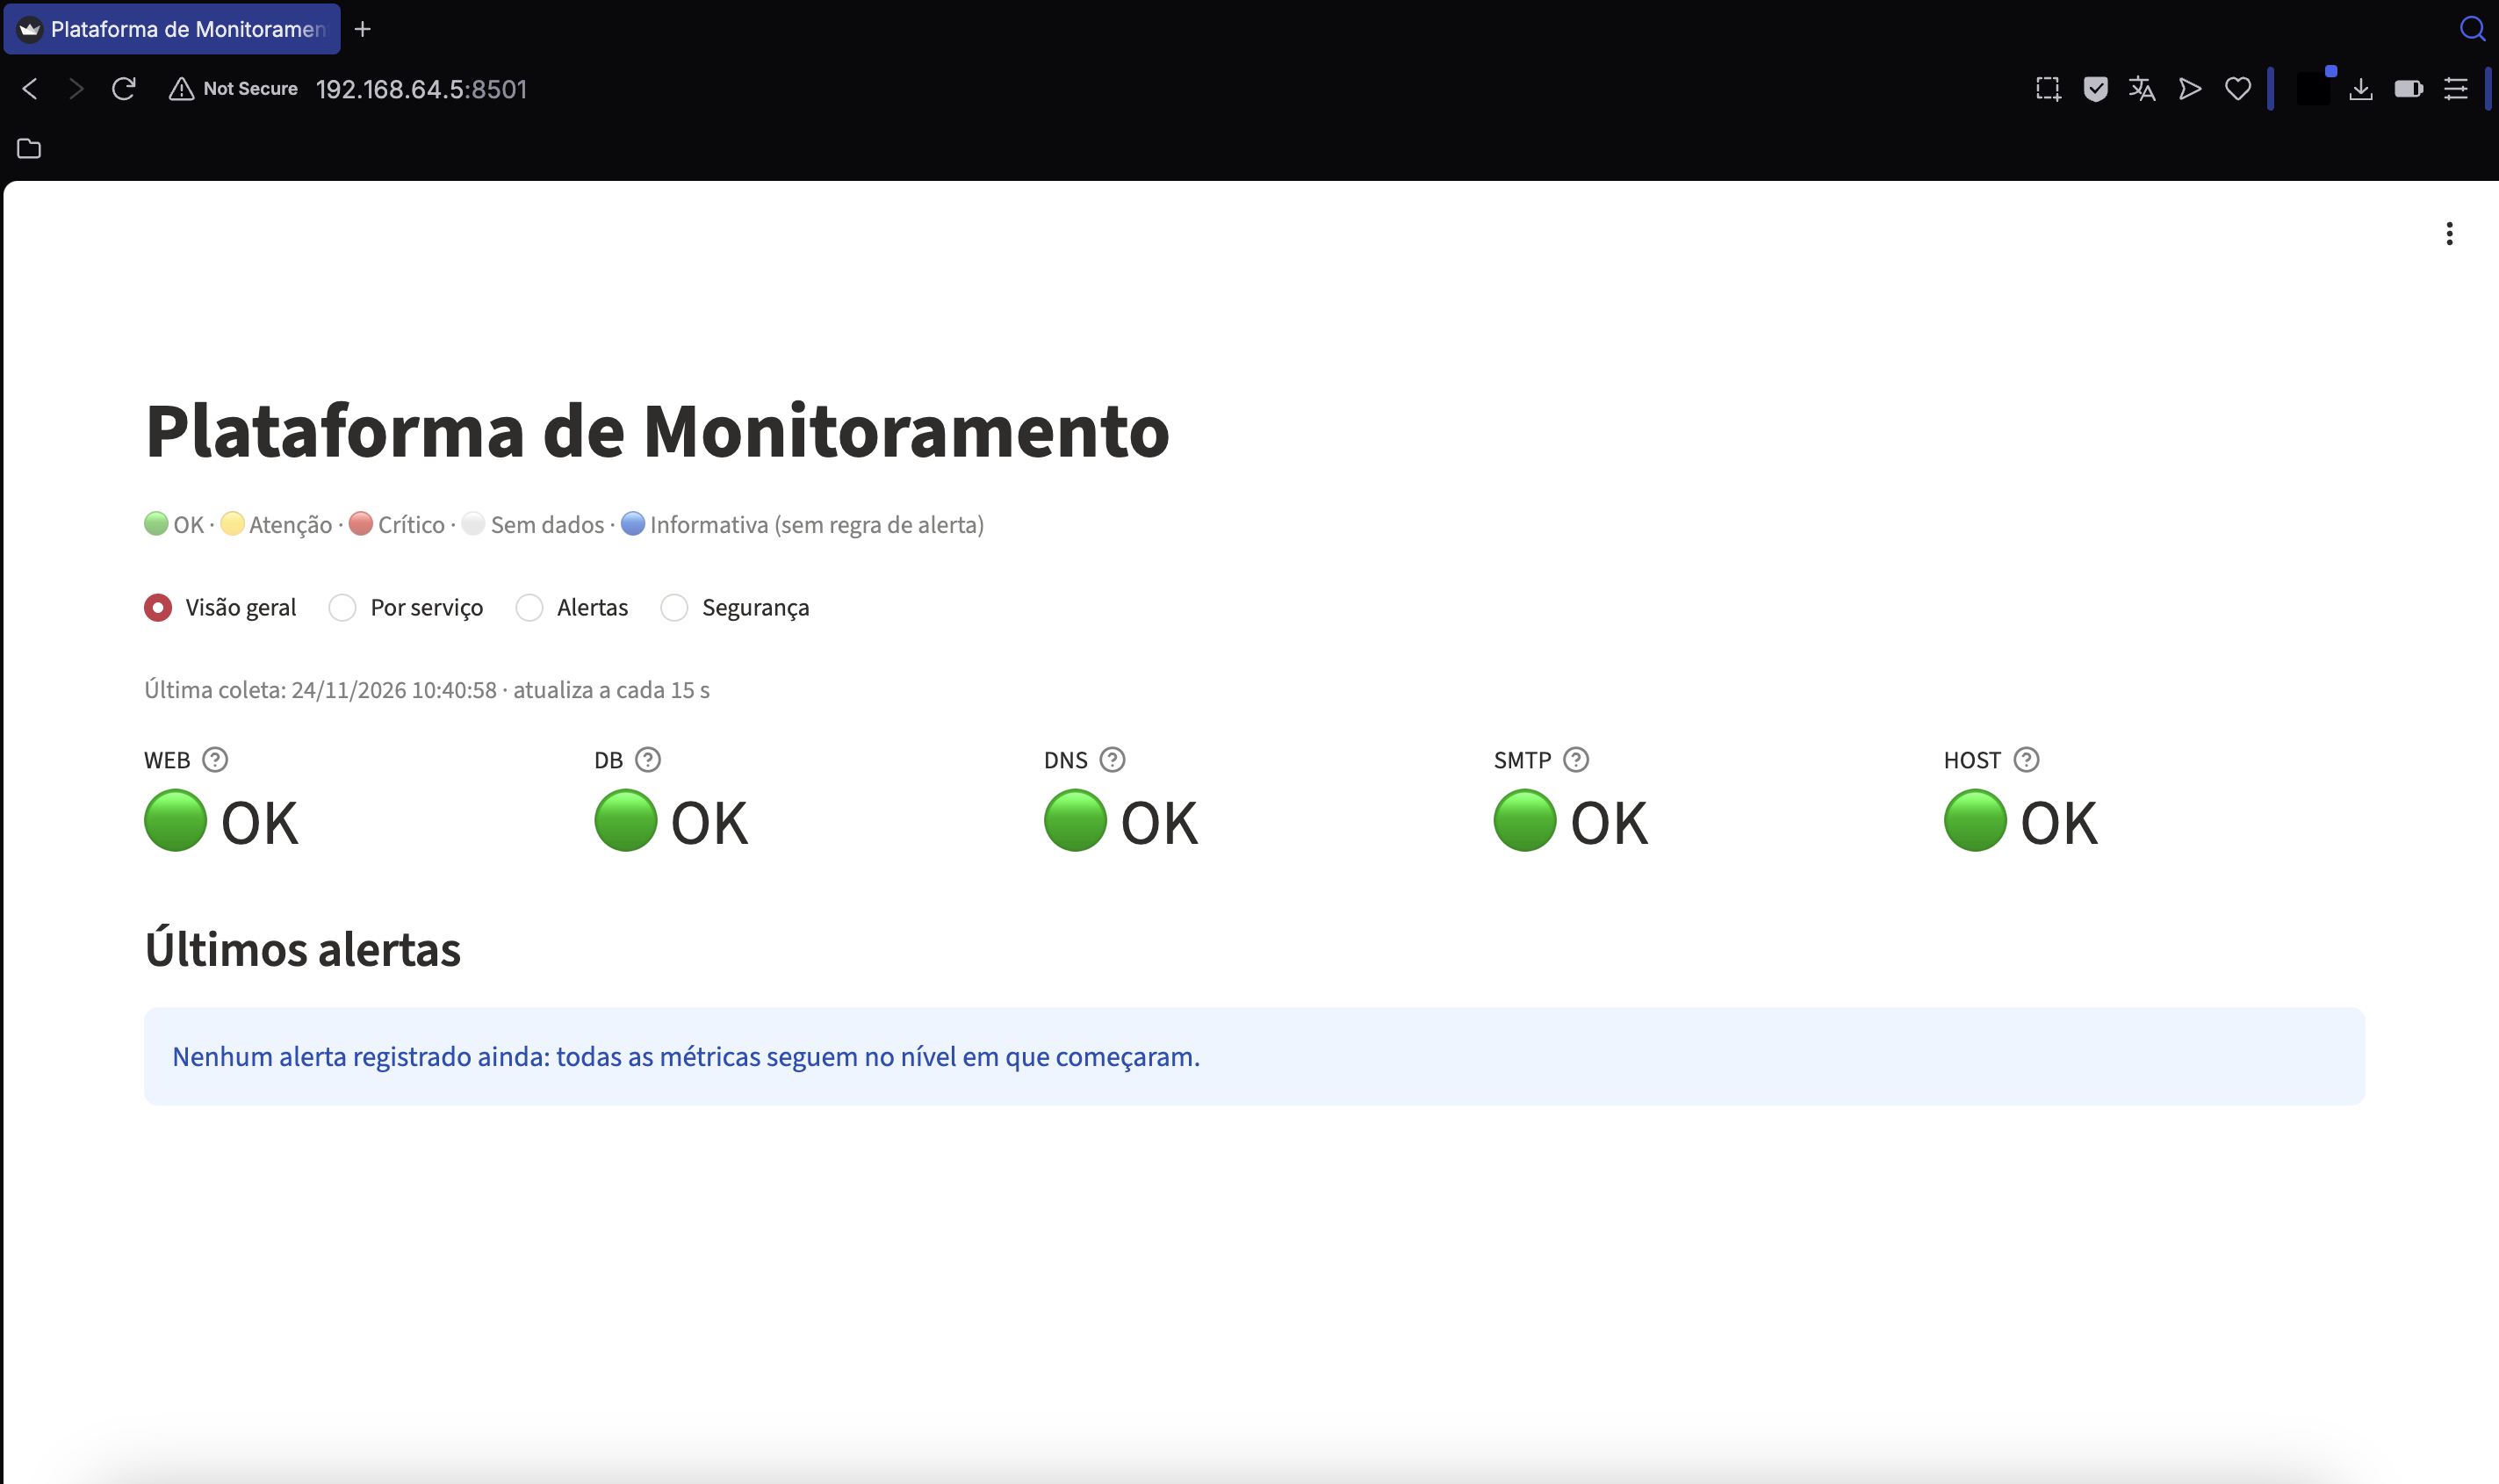 Plataforma de Monitoramen
Not Secure 192.168.64.5:8501
Plataforma de Monitoramento
OK · Atenção · Crítico · Sem dados · Informativa (sem regra de alerta)
Visão geral Por serviço Alertas Segurança
Última coleta: 24/11/2026 10:40:58 · atualiza a cada 15 s
WEB DB DNS SMTP HOST
OK OK OK OK OK
Últimos alertas
Nenhum alerta registrado ainda: todas as métricas seguem no nível em que começaram.